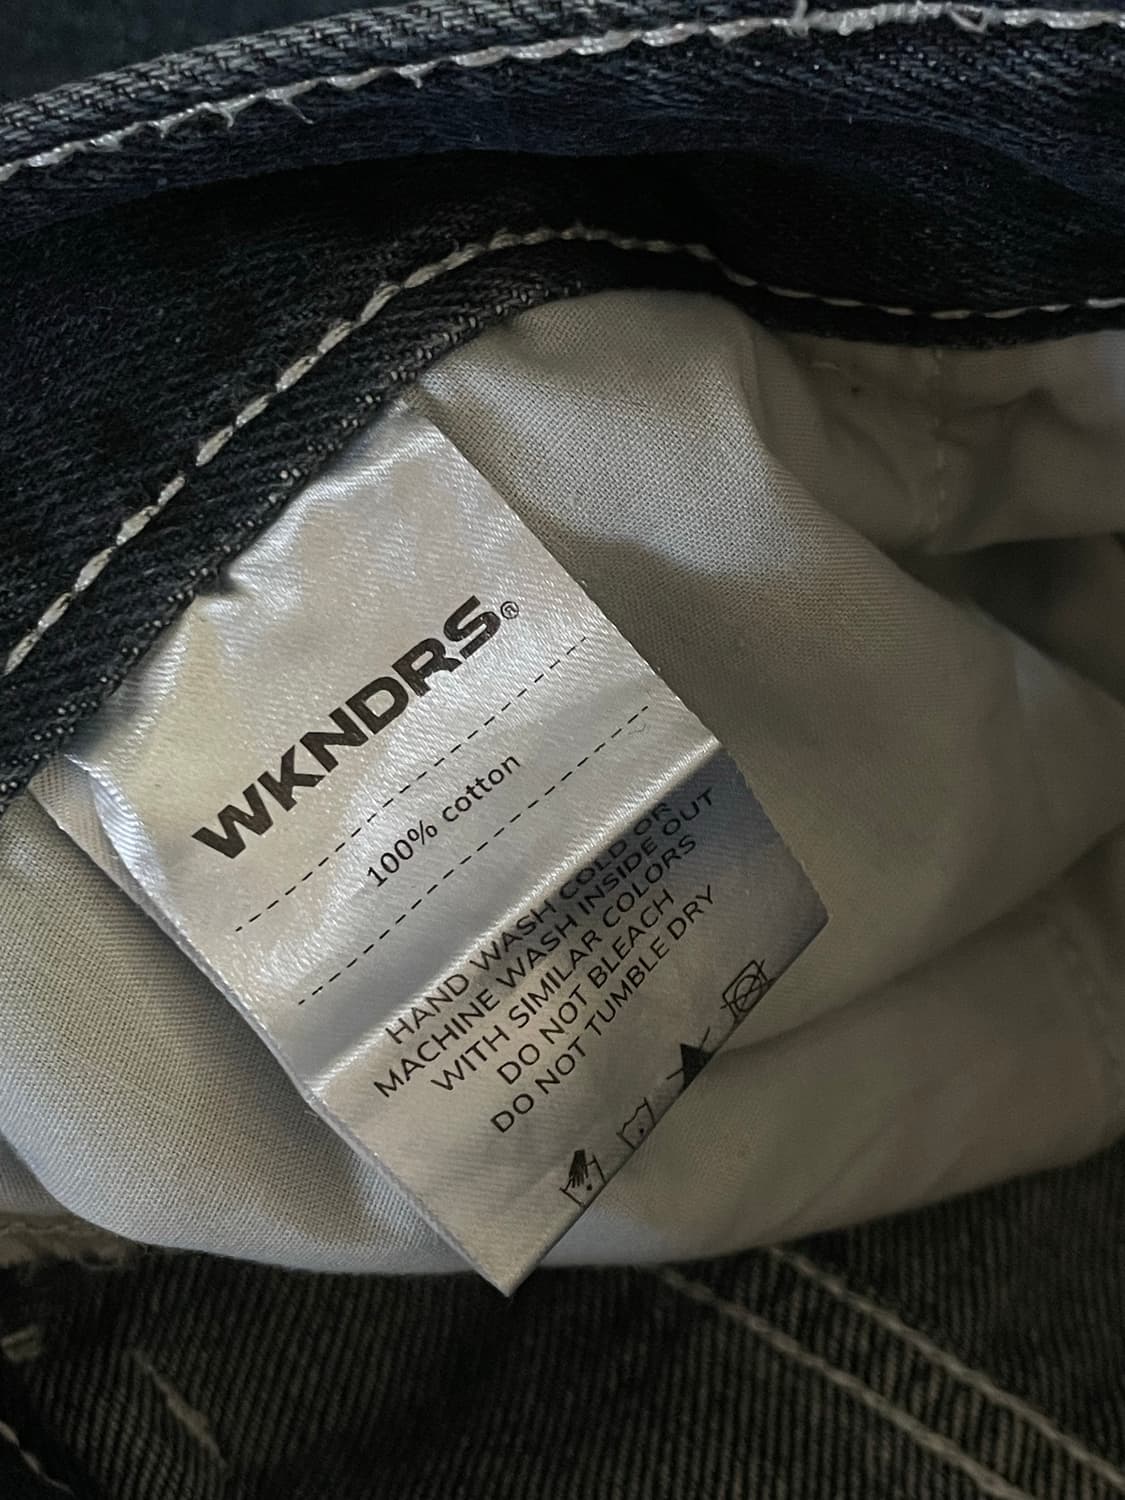 WKNDRS®
100% cotton
HAND WASH COLD OR
MACHINE WASH INSIDE OUT
WITH SIMILAR COLORS
DO NOT BLEACH
DO NOT TUMBLE DRY